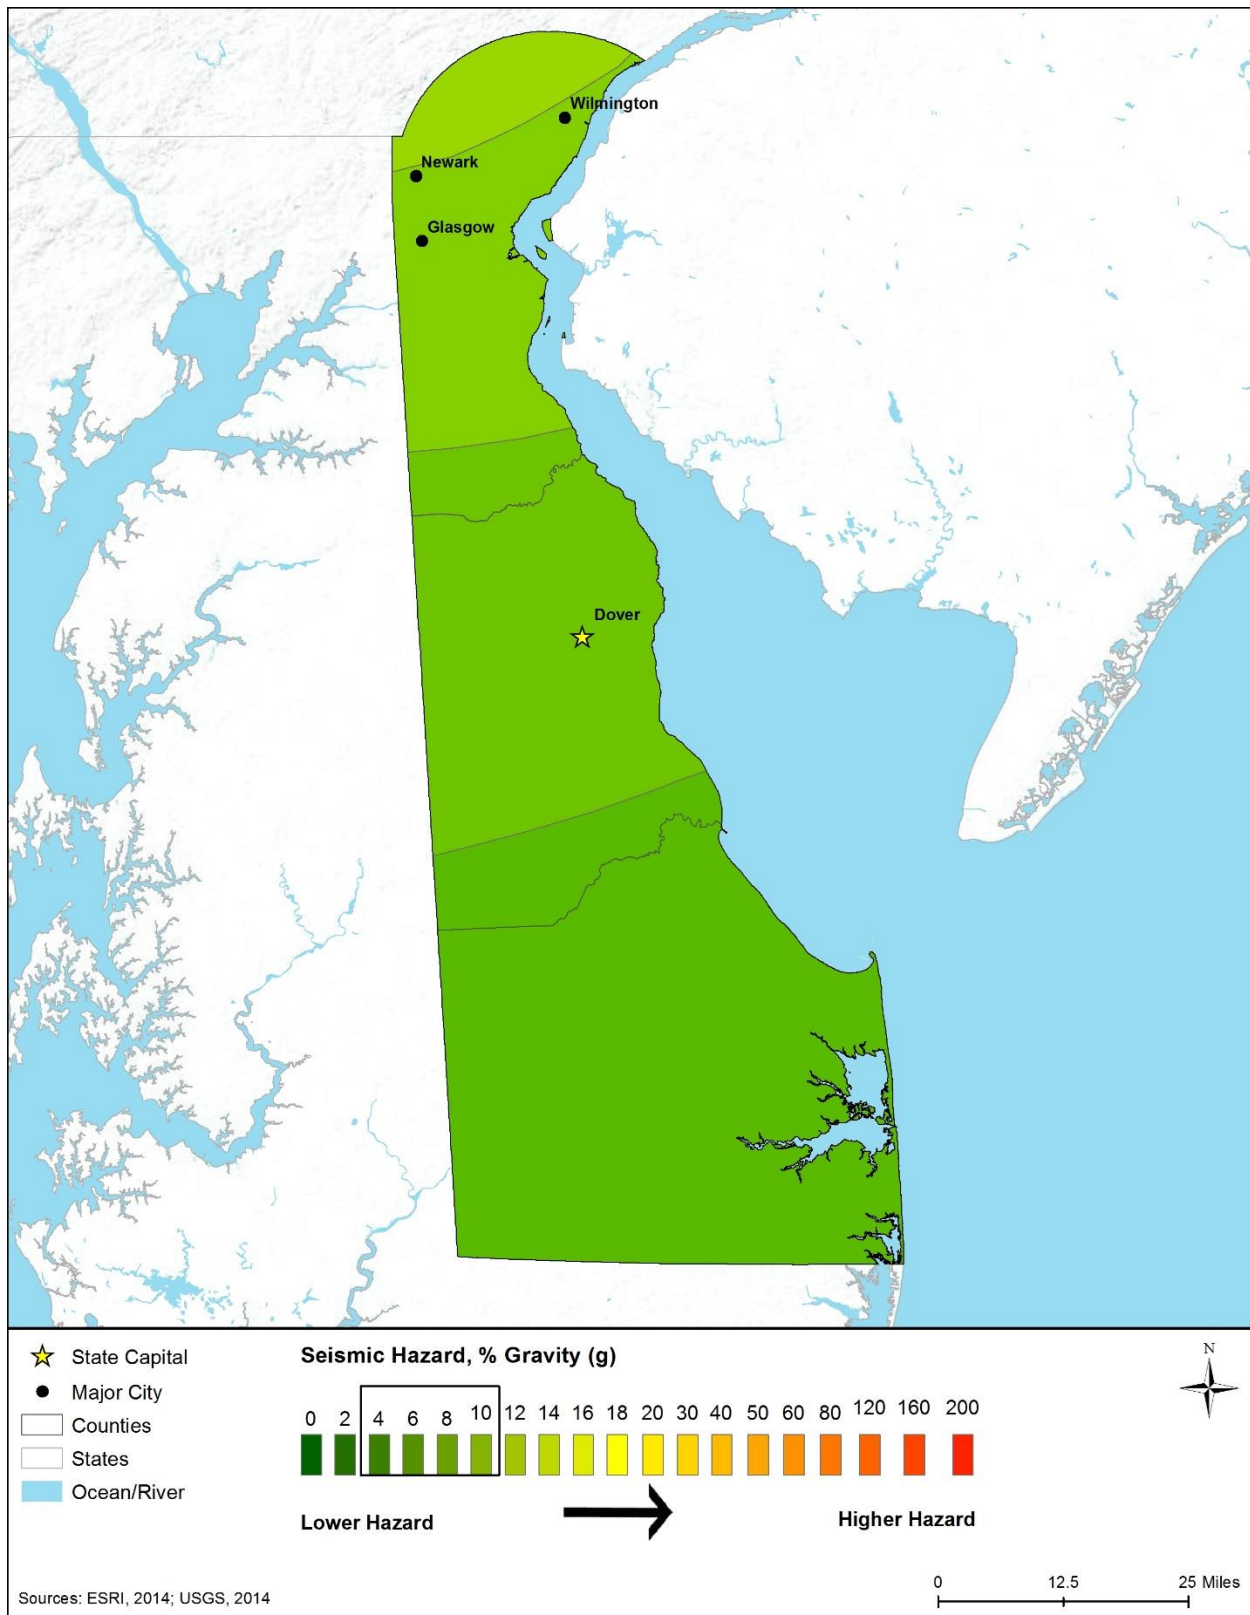 Wilmington
Newark
Glasgow
Dover
State Capital
Major City
Counties
States
Ocean/River
Seismic Hazard, % Gravity (g)
0 2 4 6 8 10 12 14 16 18 20 30 40 50 60 80 120 160 200
Lower Hazard Higher Hazard
N
Sources: ESRI, 2014; USGS, 2014
0 12.5 25 Miles